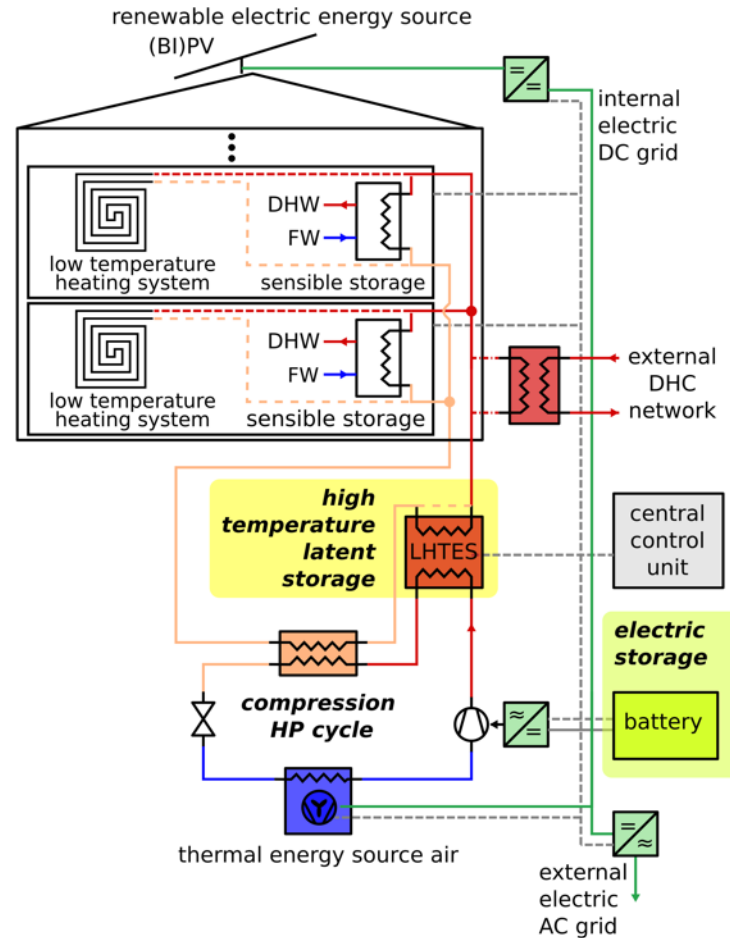 renewable electric energy source
(BI)PV
=
=
internal
electric
DC grid
DHW
FW
low temperature
heating system
sensible storage
DHW
FW
low temperature
heating system
sensible storage
external
DHC
network
high
temperature
latent
storage
LHTES
central
control
unit
electric
storage
compression
HP cycle
≈
=
battery
thermal energy source air
=
≈
external
electric
AC grid